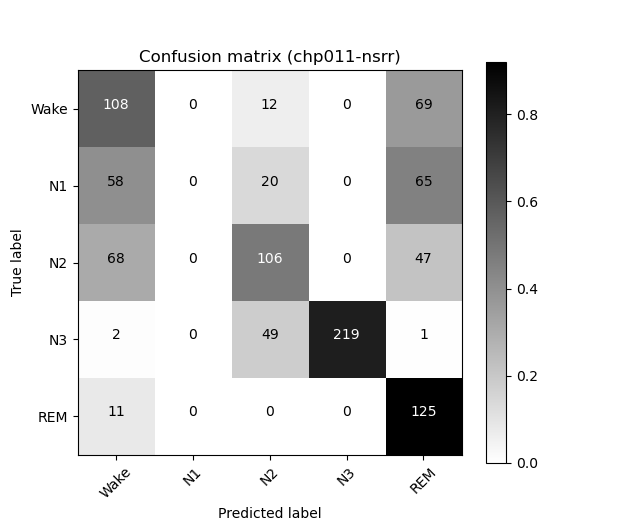 Confusion matrix (chp011-nsrr)
True label
Wake 108 0 12 0 69
N1 58 0 20 0 65
N2 68 0 106 0 47
N3 2 0 49 219 1
REM 11 0 0 0 125
Wake N1 N2 N3 REM
Predicted label
0.8
0.6
0.4
0.2
0.0